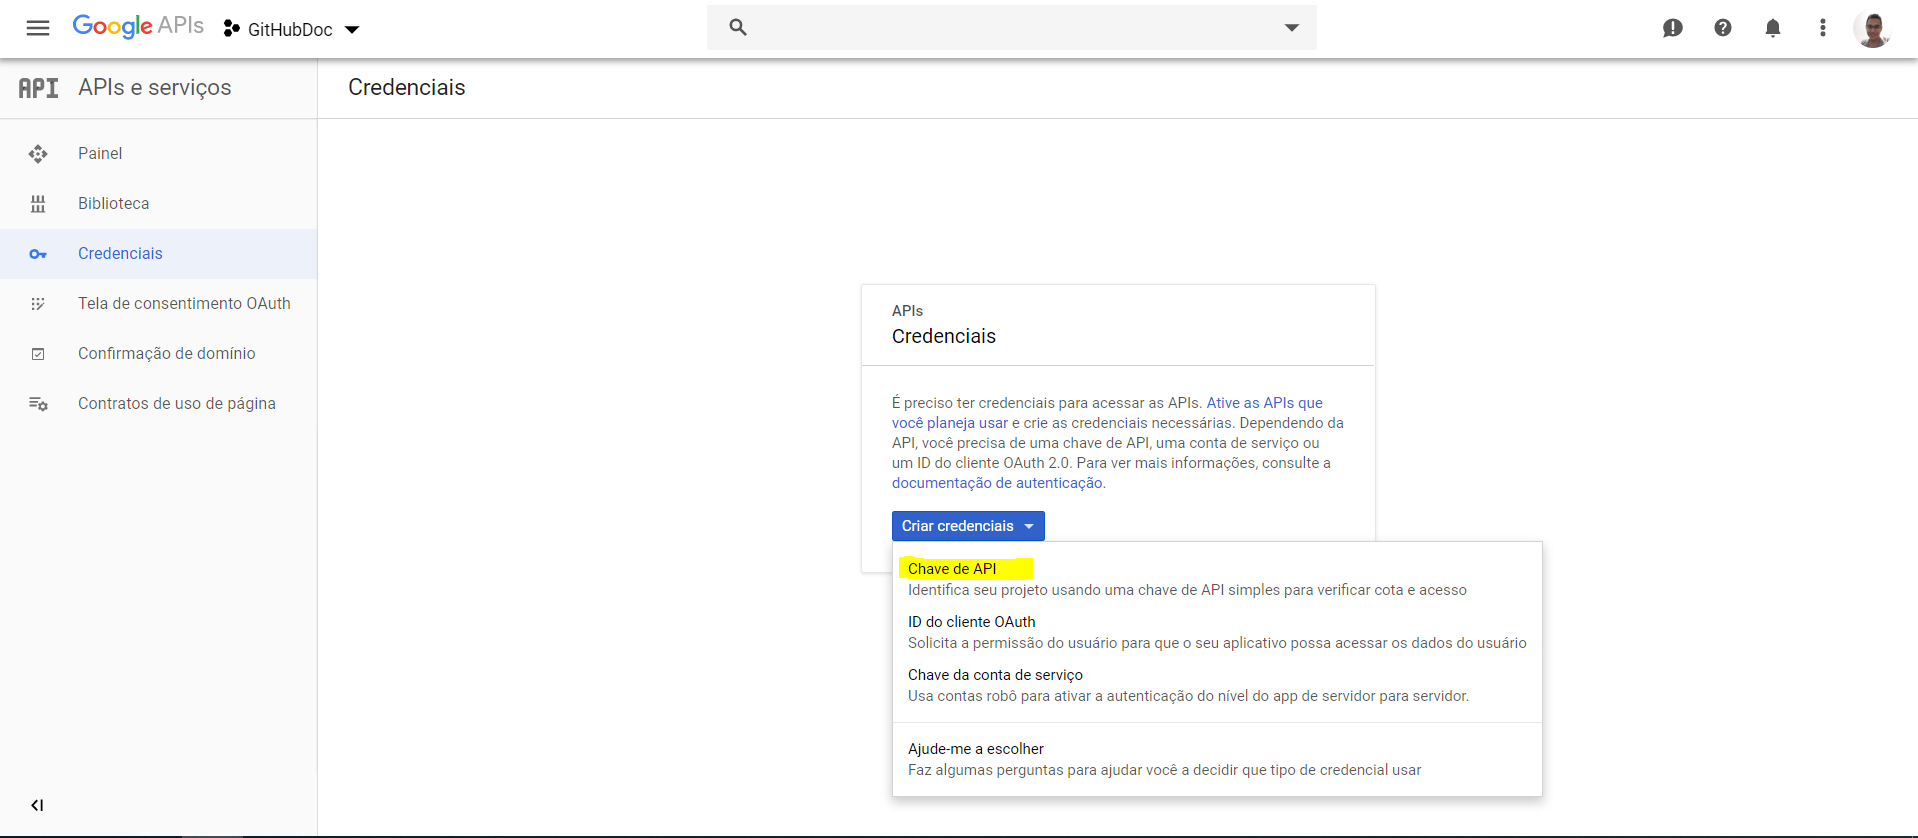 Google APIs
GitHubDoc
API APIs e serviços
Credenciais
Painel
Biblioteca
Credenciais
Tela de consentimento OAuth
Confirmação de domínio
Contratos de uso de página
APIs
Credenciais
É preciso ter credenciais para acessar as APIs. Ative as APIs que
você planeja usar e crie as credenciais necessárias. Dependendo da
API, você precisa de uma chave de API, uma conta de serviço ou
um ID do cliente OAuth 2.0. Para ver mais informações, consulte a
documentação de autenticação.
Criar credenciais
Chave de API
Identifica seu projeto usando uma chave de API simples para verificar cota e acesso
ID do cliente OAuth
Solicita a permissão do usuário para que o seu aplicativo possa acessar os dados do usuário
Chave da conta de serviço
Usa contas robô para ativar a autenticação do nível do app de servidor para servidor.
Ajude-me a escolher
Faz algumas perguntas para ajudar você a decidir que tipo de credencial usar